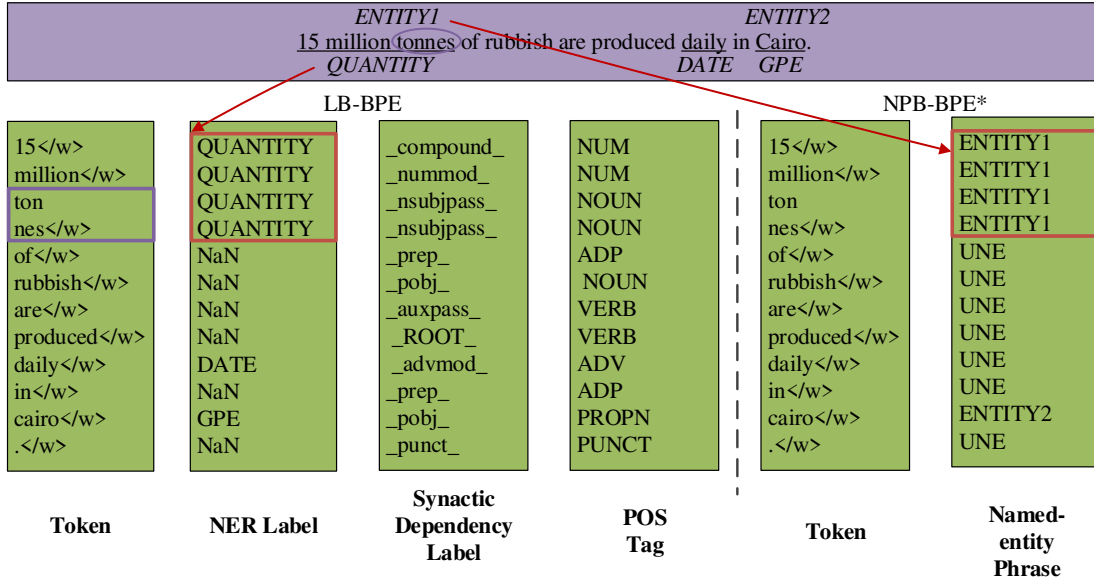 ENTITY1 ENTITY2
15 million tonnes of rubbish are produced daily in Cairo.
QUANTITY DATE GPE
LB-BPE NPB-BPE*
15</w> QUANTITY _compound_ NUM 15</w> ENTITY1
million</w> QUANTITY _nummod_ NUM million</w> ENTITY1
ton QUANTITY _nsubjpass_ NOUN ton ENTITY1
nes</w> QUANTITY _nsubjpass_ NOUN nes</w> ENTITY1
of</w> NaN _prep_ ADP of</w> UNE
rubbish</w> NaN _pobj_ NOUN rubbish</w> UNE
are</w> NaN _auxpass_ VERB are</w> UNE
produced</w> NaN _ROOT_ VERB produced</w> UNE
daily</w> DATE _advmod_ ADV daily</w> UNE
in</w> NaN _prep_ ADP in</w> UNE
cairo</w> GPE _pobj_ PROPN cairo</w> ENTITY2
.</w> NaN _punct_ PUNCT .</w> UNE
Token
NER Label
Synactic
Dependency
Label
POS
Tag
Token
Named-
entity
Phrase